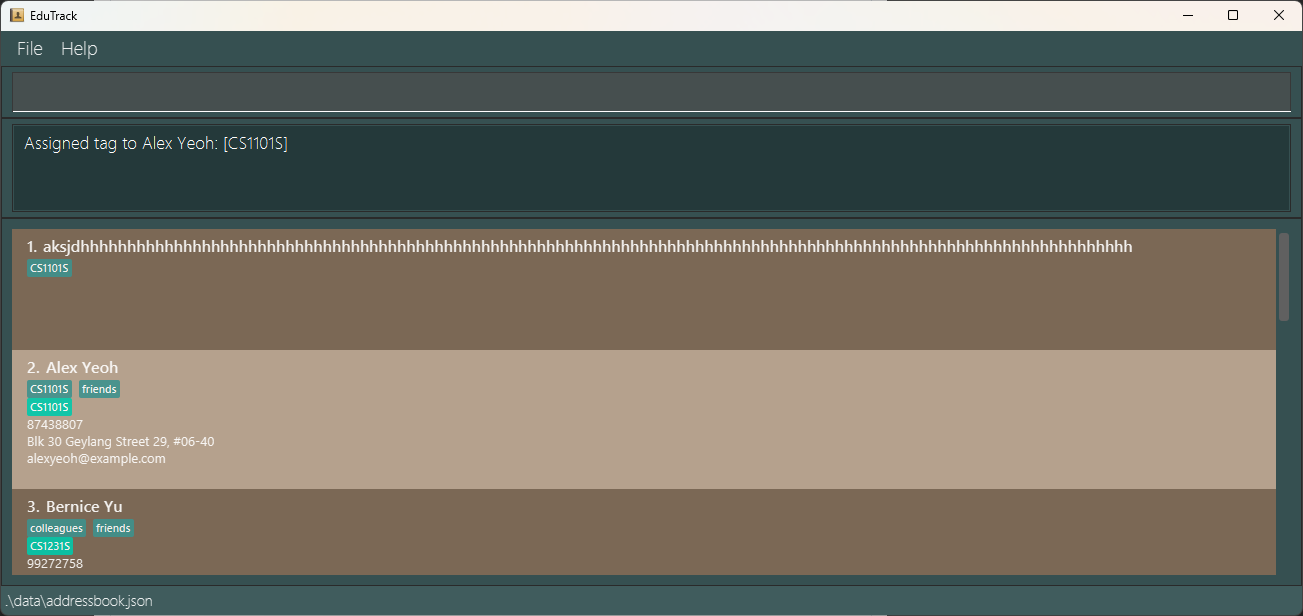 EduTrack
File Help
Assigned tag to Alex Yeoh: [CS1101S]
1. aksjdhhhhhhhhhhhhhhhhhhhhhhhhhhhhhhhhhhhhhhhhhhhhhhhhhhhhhhhhhhhhhhhhhhhhhhhhhhhhhhhhhhhhhhhhhhhhhhhhhhhhhhhhhhhhhhhhhhhh
CS1101S
2. Alex Yeoh
CS1101S friends
CS1101S
87438807
Blk 30 Geylang Street 29, #06-40
alexyeoh@example.com
3. Bernice Yu
colleagues friends
CS1231S
99272758
.\data\addressbook.json